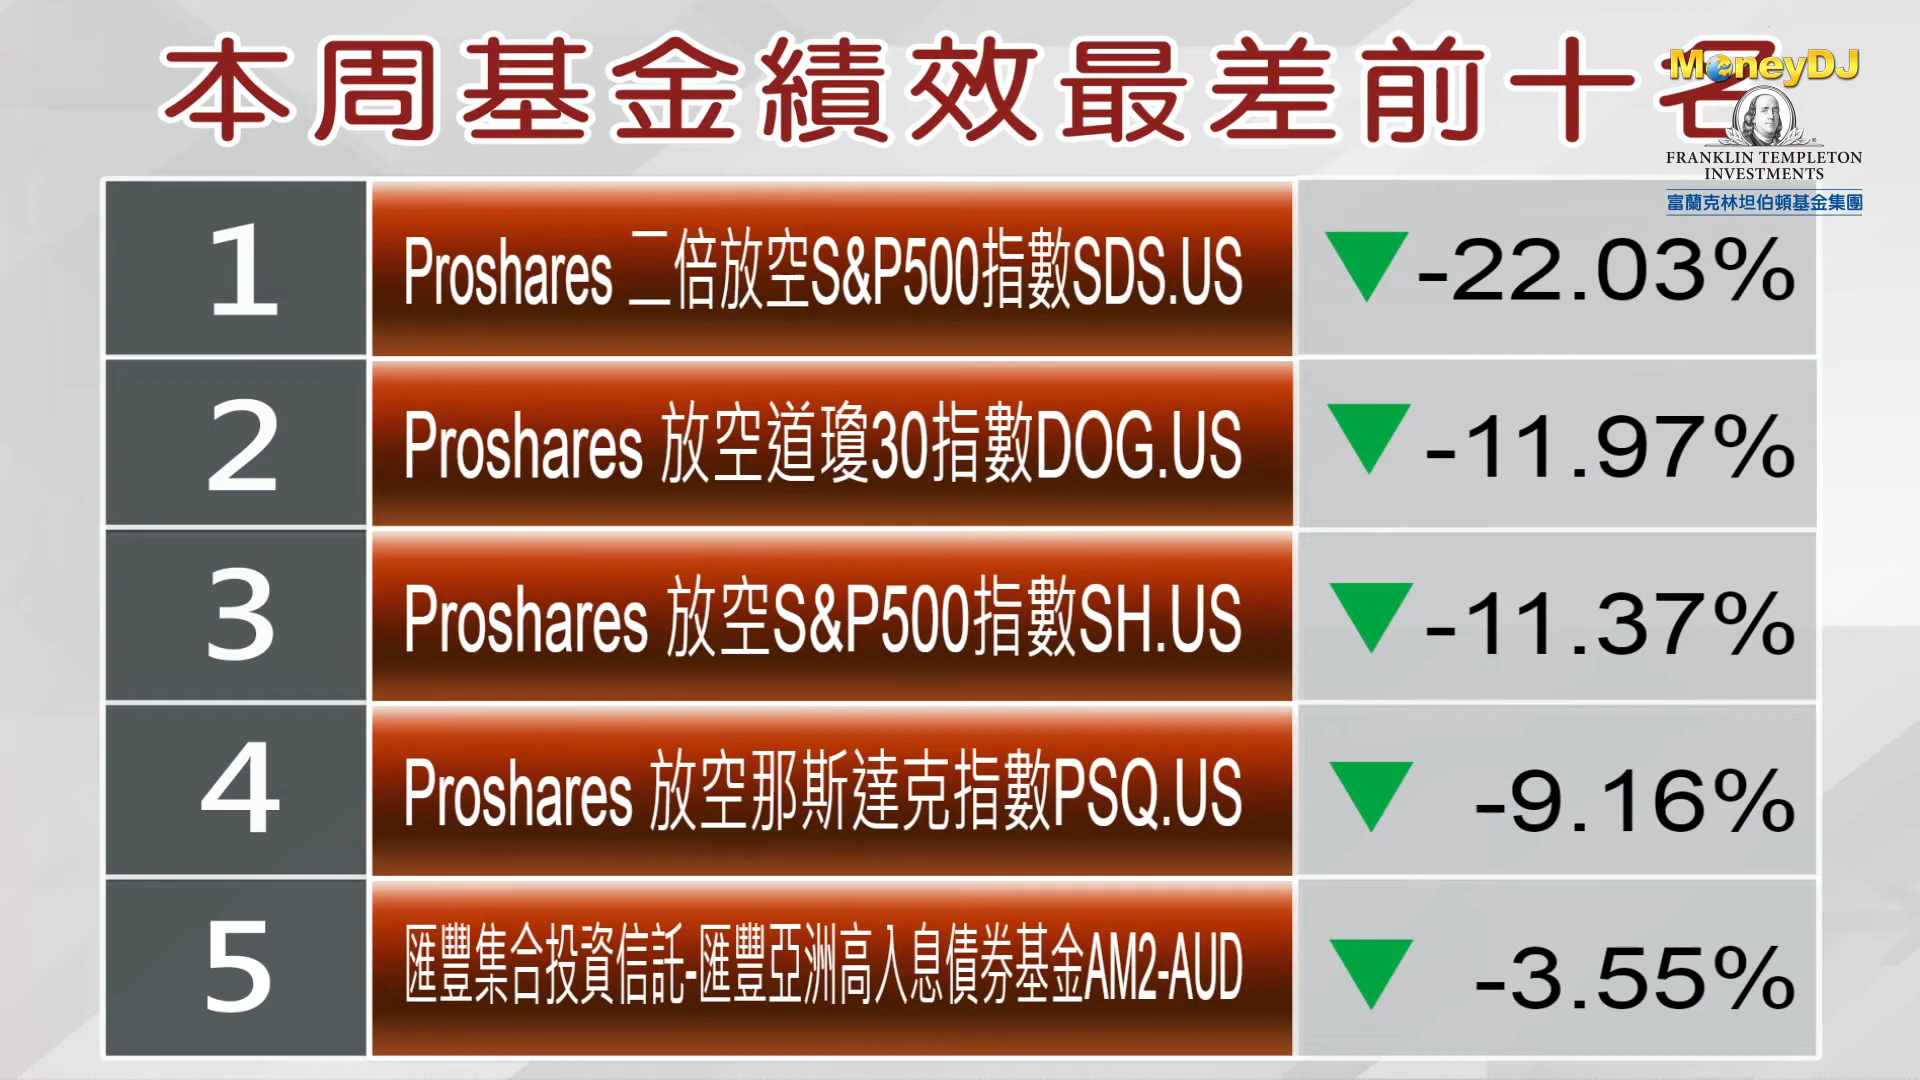 本周基金績效最差前十名
MoneyDJ
FRANKLIN TEMPLETON
INVESTMENTS
富蘭克林坦伯頓基金集團
1 Proshares 二倍放空S&P500指數SDS.US ▼-22.03%
2 Proshares 放空道瓊30指數DOG.US ▼-11.97%
3 Proshares 放空S&P500指數SH.US ▼-11.37%
4 Proshares 放空那斯達克指數PSQ.US ▼-9.16%
5 匯豐集合投資信託-匯豐亞洲高入息債券基金AM2-AUD ▼-3.55%